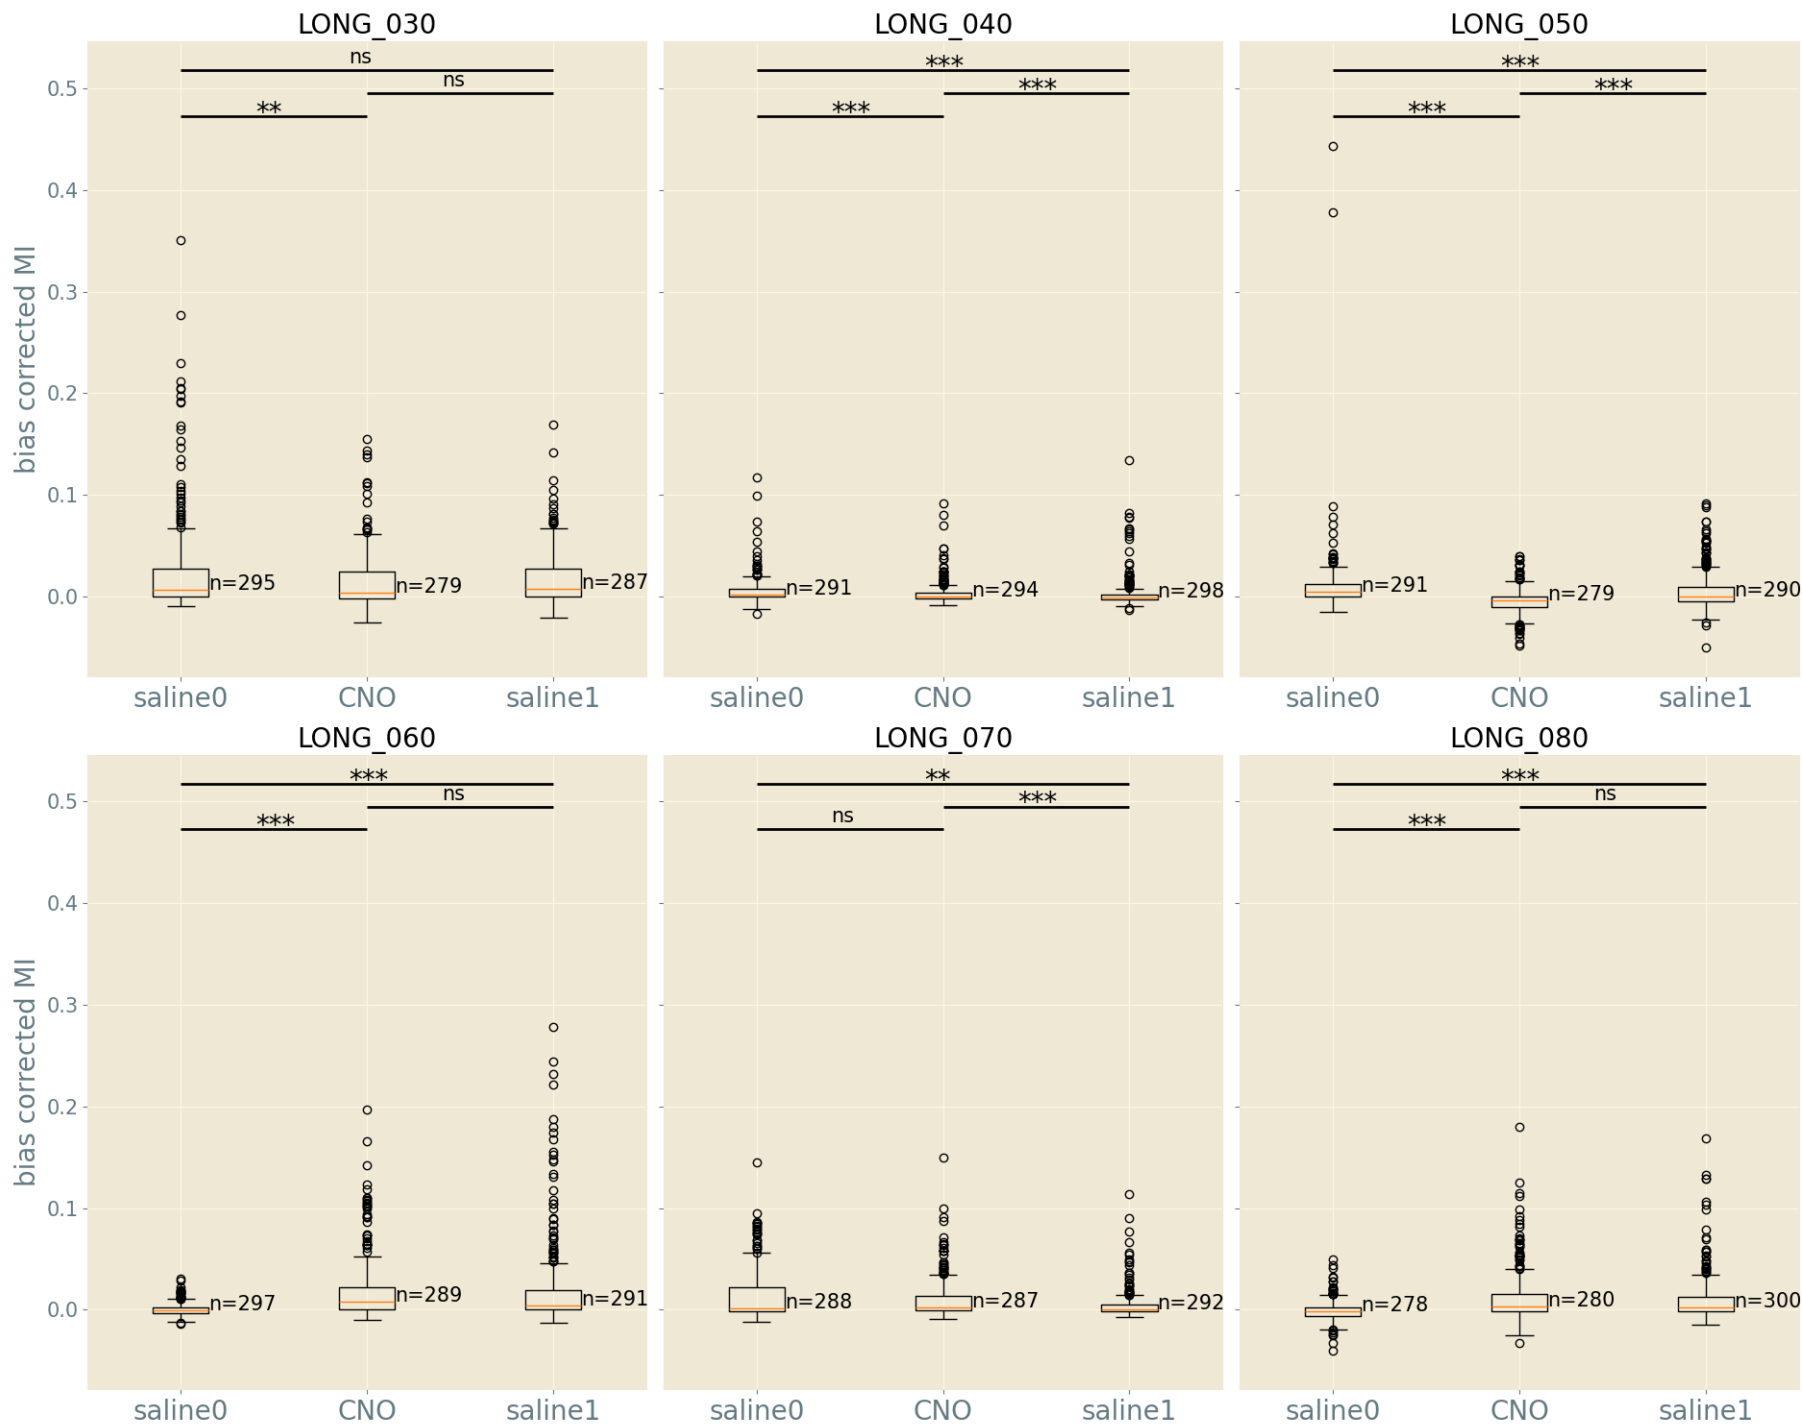 LONG_030
LONG_040
LONG_050
ns
ns
**
***
***
***
***
***
***
bias corrected MI
0.5
0.4
0.3
0.2
0.1
0.0
n=295
n=279
n=287
n=291
n=294
n=298
n=291
n=279
n=290
saline0
CNO
saline1
saline0
CNO
saline1
saline0
CNO
saline1
LONG_060
LONG_070
LONG_080
***
ns
***
**
***
ns
***
ns
***
bias corrected MI
0.5
0.4
0.3
0.2
0.1
0.0
n=297
n=289
n=291
n=288
n=287
n=292
n=278
n=280
n=300
saline0
CNO
saline1
saline0
CNO
saline1
saline0
CNO
saline1